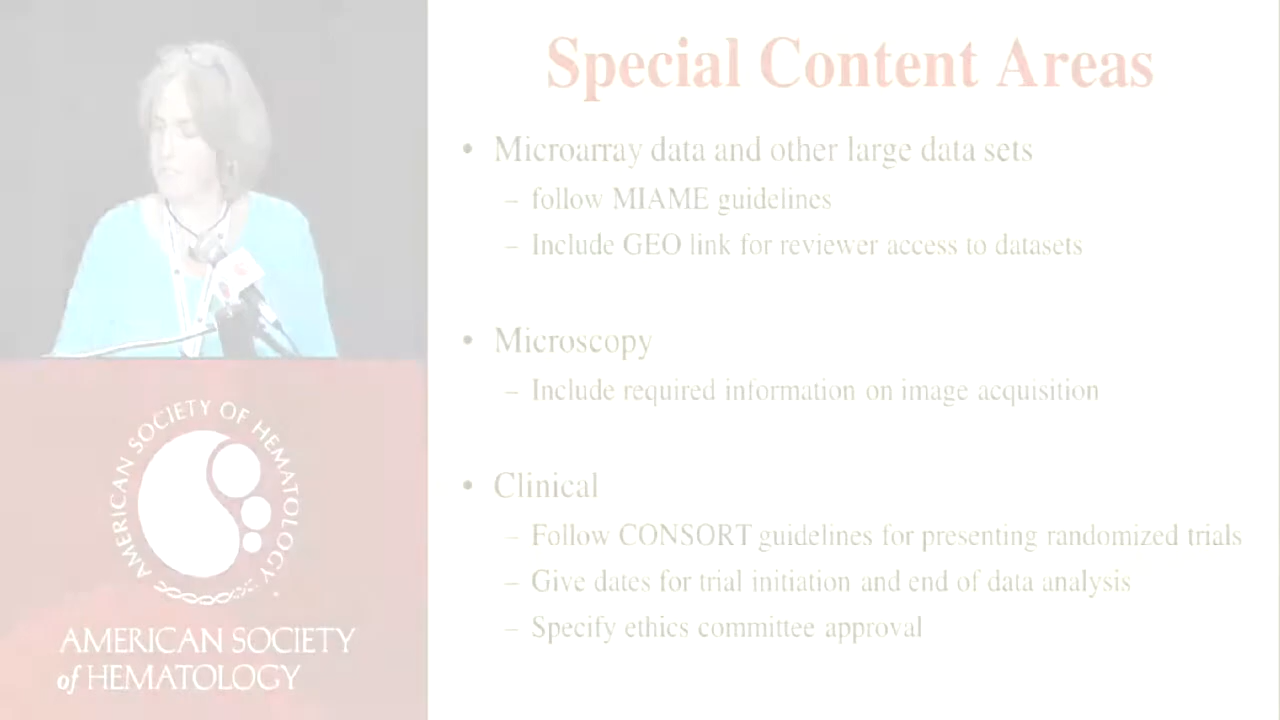 Special Content Areas
• Microarray data and other large data sets
– follow MIAME guidelines
– Include GEO link for reviewer access to datasets
• Microscopy
– Include required information on image acquisition
• Clinical
– Follow CONSORT guidelines for presenting randomized trials
– Give dates for trial initiation and end of data analysis
– Specify ethics committee approval
AMERICAN SOCIETY OF HEMATOLOGY
AMERICAN SOCIETY
of HEMATOLOGY